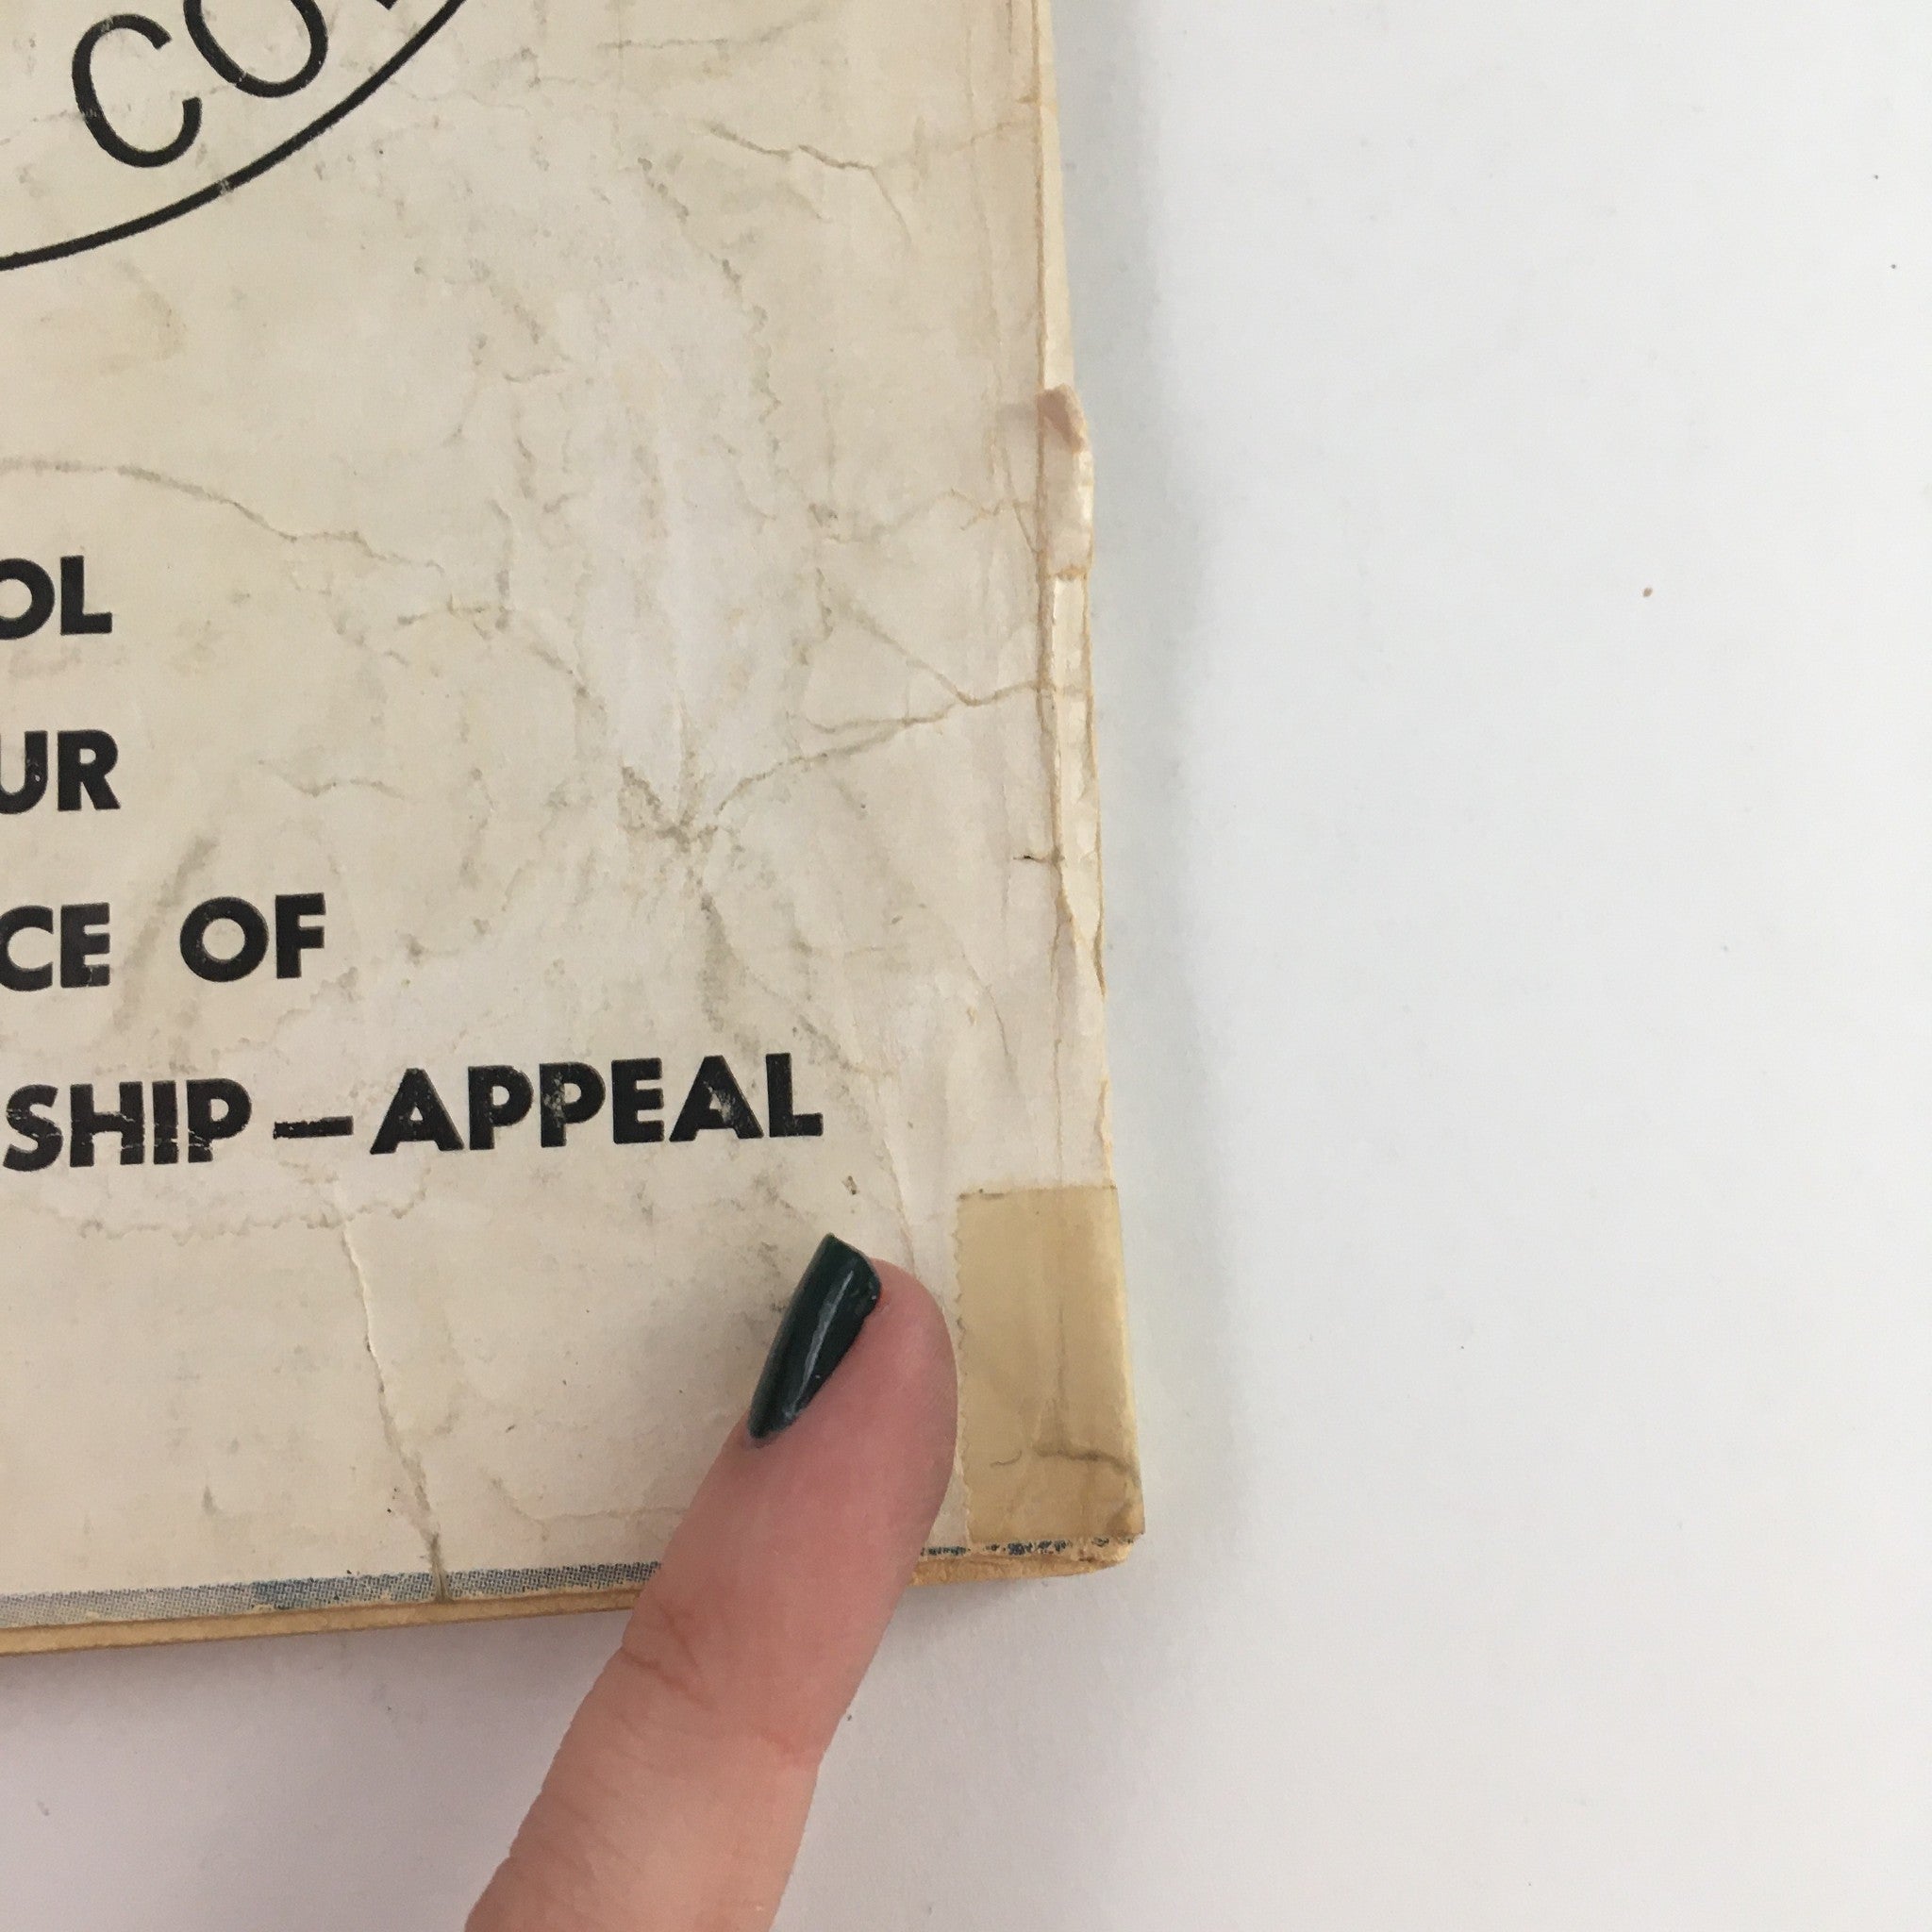 CO
OL
UR
CE OF
SHIP — APPEAL